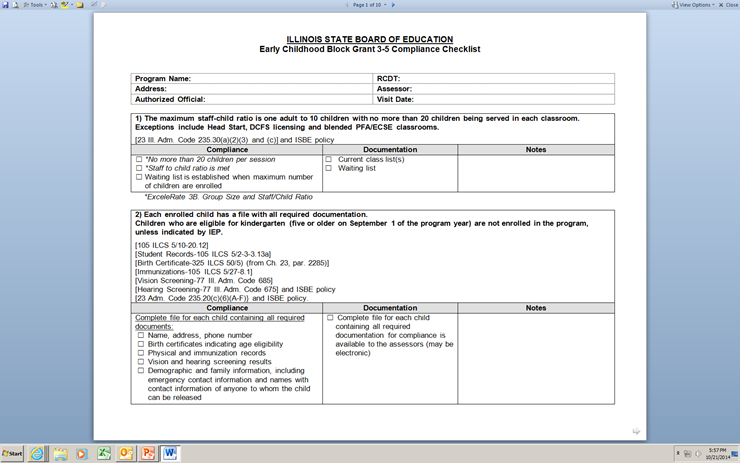 Tools
Page 1 of 10
View Options
Close
ILLINOIS STATE BOARD OF EDUCATION
Early Childhood Block Grant 3-5 Compliance Checklist
Program Name: RCDT:
Address: Assessor:
Authorized Official: Visit Date:
1) The maximum staff-child ratio is one adult to 10 children with no more than 20 children being served in each classroom.
Exceptions include Head Start, DCFS licensing and blended PFA/ECSE classrooms.
[23 Ill. Adm. Code 235.30(a)(2)(3) and (c)] and ISBE policy
Compliance Documentation Notes
☐ *No more than 20 children per session
☐ *Staff to child ratio is met
☐ Waiting list is established when maximum number
of children are enrolled
☐ Current class list(s)
☐ Waiting list
*ExceleRate 3B. Group Size and Staff/Child Ratio
2) Each enrolled child has a file with all required documentation.
Children who are eligible for kindergarten (five or older on September 1 of the program year) are not enrolled in the program,
unless indicated by IEP.
[105 ILCS 5/10-20.12]
[Student Records-105 ILCS 5/2-3-3.13a]
[Birth Certificate-325 ILCS 50/5) (from Ch. 23, par. 2285)]
[Immunizations-105 ILCS 5/27-8.1]
[Vision Screening-77 Ill. Adm. Code 685]
[Hearing Screening-77 Ill. Adm. Code 675] and ISBE policy
[23 Adm. Code 235.20(c)(6)(A-F)} and ISBE policy.
Compliance Documentation Notes
Complete file for each child containing all required
documents:
☐ Name, address, phone number
☐ Birth certificates indicating age eligibility
☐ Physical and immunization records
☐ Vision and hearing screening results
☐ Demographic and family information, including
emergency contact information and names with
contact information of anyone to whom the child
can be released
☐ Complete file for each child
containing all required
documentation for compliance is
available to the assessors (may be
electronic)
Start
5:57 PM
10/21/2014